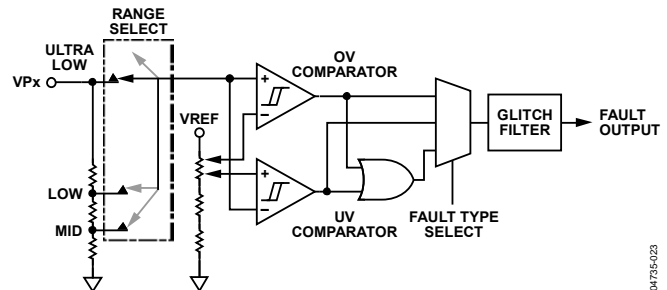 RANGE
SELECT
ULTRA
LOW
VPx
LOW
MID
VREF
+
–
+
–
OV
COMPARATOR
UV
COMPARATOR
FAULT TYPE
SELECT
GLITCH
FILTER
FAULT
OUTPUT
04735-023